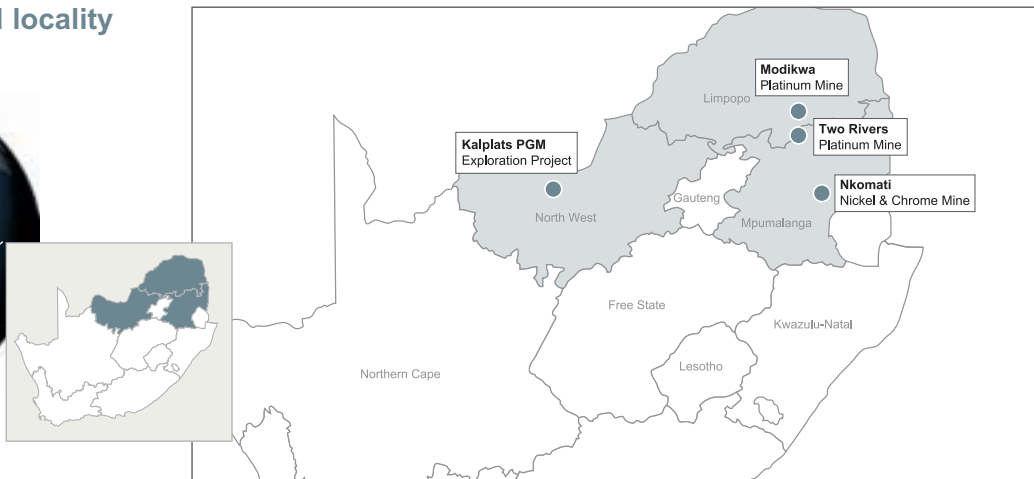 locality
Modikwa
Platinum Mine
Limpopo
Two Rivers
Platinum Mine
Kalplats PGM
Exploration Project
Nkomati
Nickel & Chrome Mine
Gauteng
North West
Mpumalanga
Free State
Kwazulu-Natal
Lesotho
Northern Cape